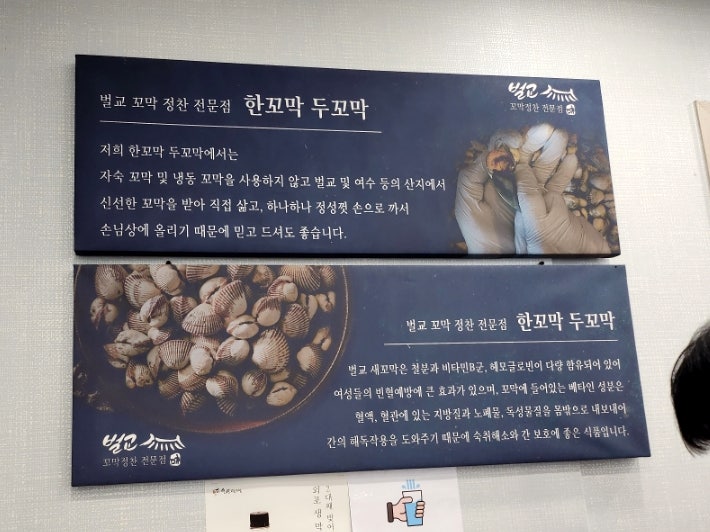 벌교 꼬막 정찬 전문점 한꼬막 두꼬막
벌교
꼬막정찬 전문점
저희 한꼬막 두꼬막에서는
자숙 꼬막 및 냉동 꼬막을 사용하지 않고 벌교 및 여수 등의 산지에서
신선한 꼬막을 받아 직접 삶고, 하나하나 정성껏 손으로 까서
손님상에 올리기 때문에 믿고 드셔도 좋습니다.
벌교 꼬막 정찬 전문점 한꼬막 두꼬막
벌교 새꼬막은 철분과 비타민B군, 헤모글로빈이 다량 함유되어 있어
여성들의 빈혈예방에 큰 효과가 있으며, 꼬막에 들어있는 베타인 성분은
혈액, 혈관에 있는 지방질과 노폐물, 독성물질을 몸밖으로 내보내어
간의 해독작용을 도와주기 때문에 숙취해소와 간 보호에 좋은 식품입니다.
벌교
꼬막정찬 전문점